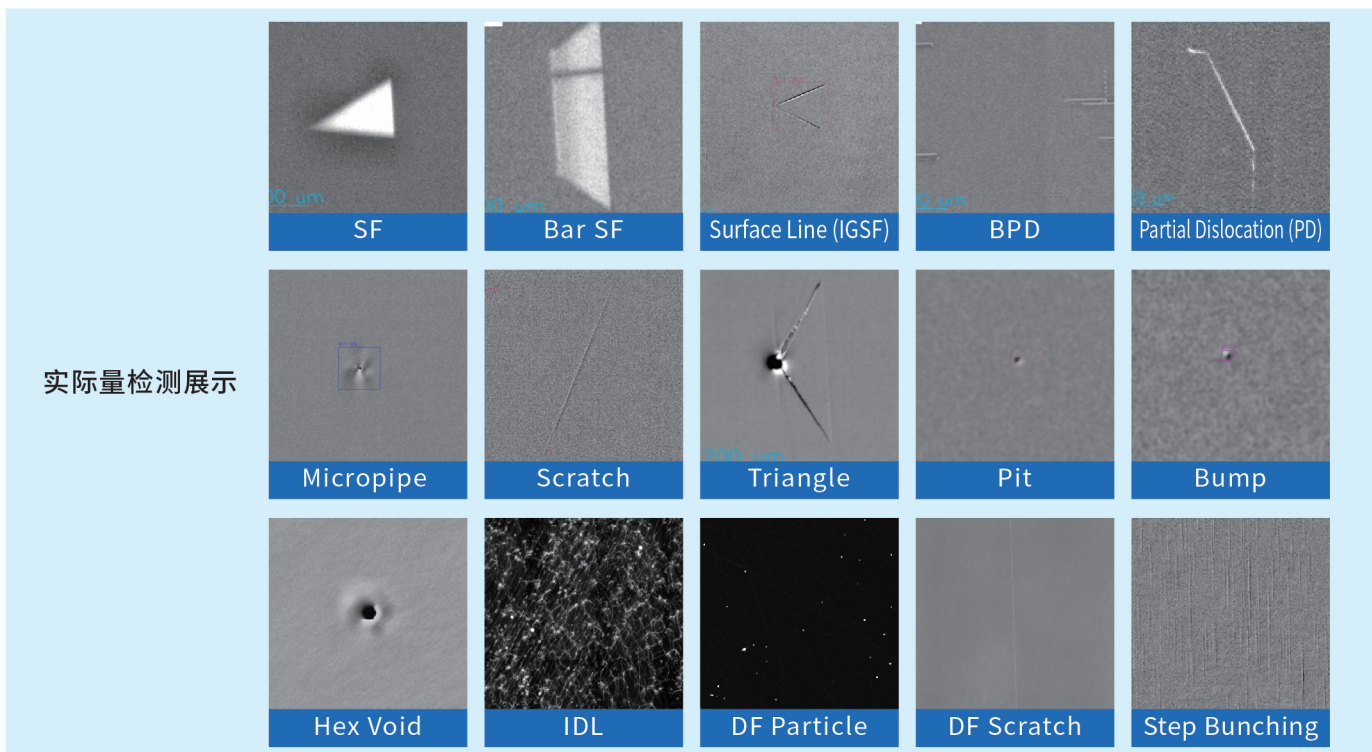 SF
Bar SF
Surface Line (IGSF)
BPD
Partial Dislocation (PD)
实际量检测展示
Micropipe
Scratch
200 um
Triangle
Pit
Bump
Hex Void
IDL
DF Particle
DF Scratch
Step Bunching